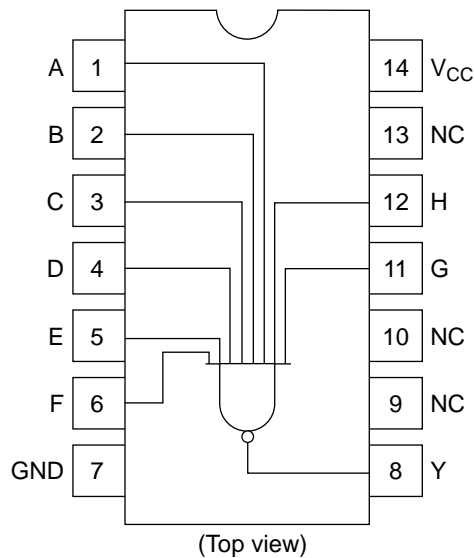 A 1 14 VCC
B 2 13 NC
C 3 12 H
D 4 11 G
E 5 10 NC
F 6 9 NC
GND 7 8 Y
(Top view)